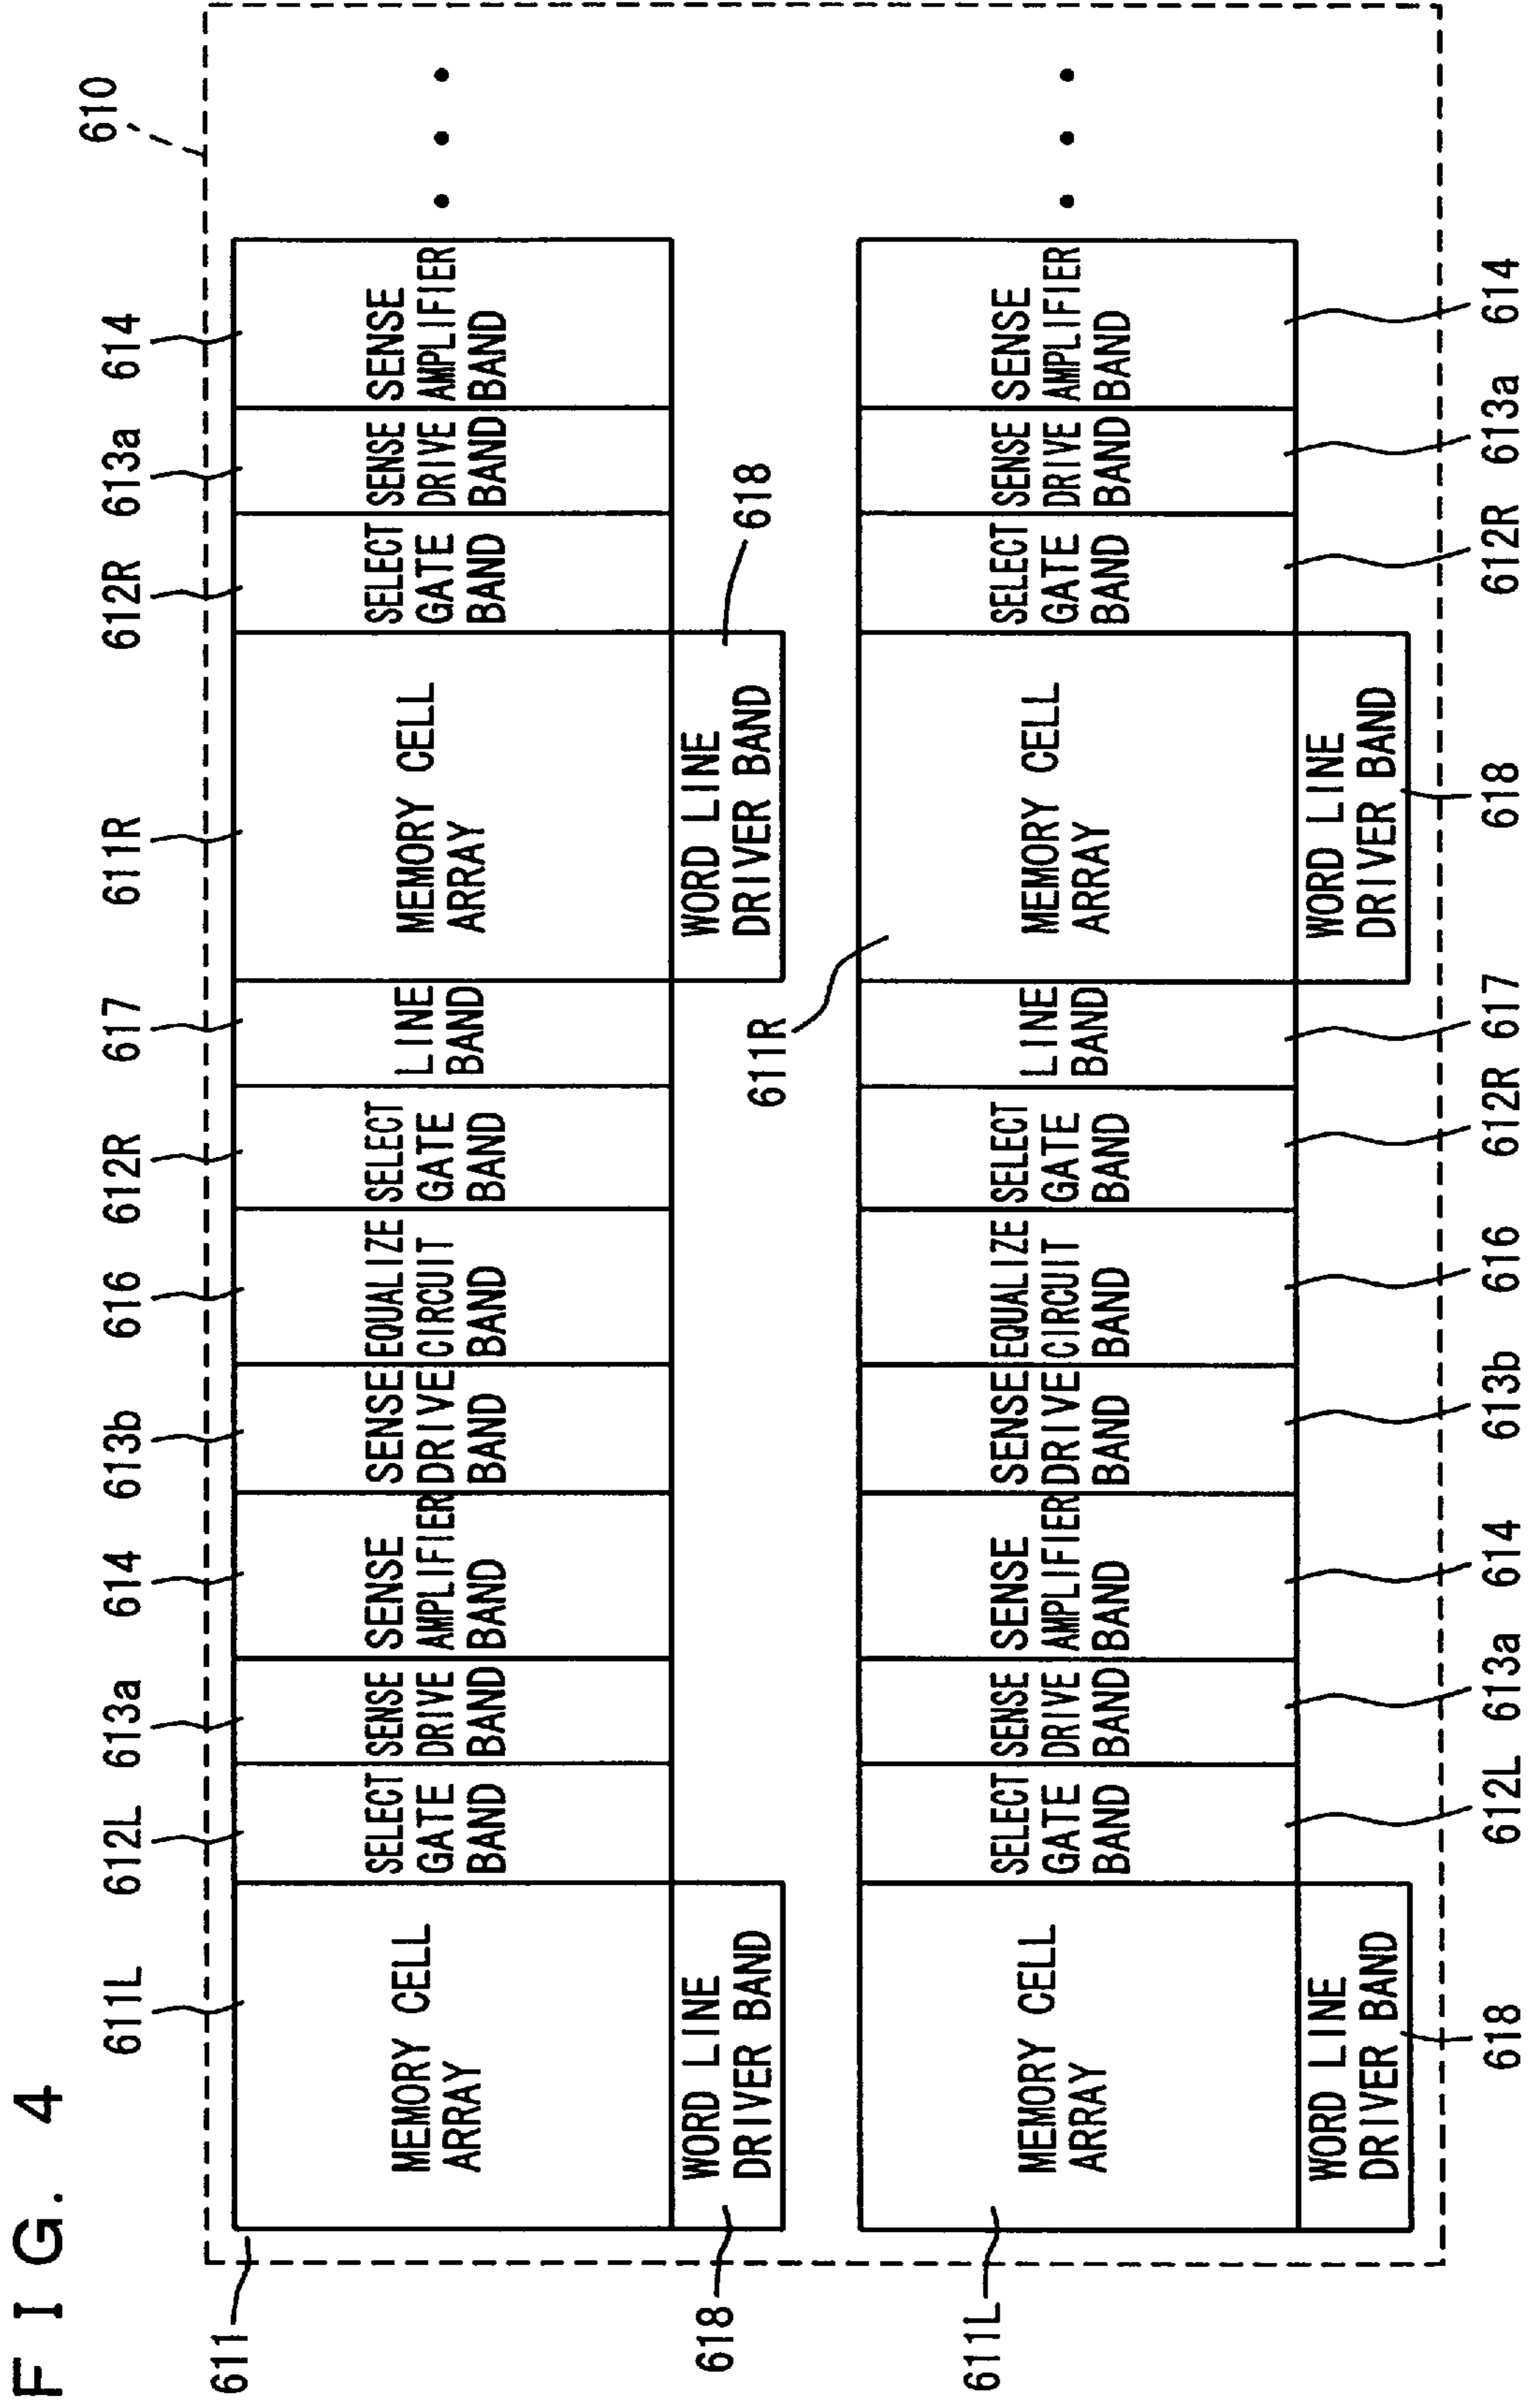 FIG. 4
610
611L
612L
613a
614
613b
616
612R
617
611R
612R
613a
614
611
MEMORY CELL
ARRAY
SELECT
GATE
BAND
SENSE
DRIVE
BAND
SENSE
AMPLIFIER
BAND
SENSE
DRIVE
BAND
EQUALIZE
CIRCUIT
BAND
SELECT
GATE
BAND
LINE
BAND
MEMORY CELL
ARRAY
SELECT
GATE
BAND
SENSE
DRIVE
BAND
SENSE
AMPLIFIER
BAND
618
WORD LINE
DRIVER BAND
WORD LINE
DRIVER BAND
618
611R
611L
MEMORY CELL
ARRAY
SELECT
GATE
BAND
SENSE
DRIVE
BAND
SENSE
AMPLIFIER
BAND
SENSE
DRIVE
BAND
EQUALIZE
CIRCUIT
BAND
SELECT
GATE
BAND
LINE
BAND
MEMORY CELL
ARRAY
SELECT
GATE
BAND
SENSE
DRIVE
BAND
SENSE
AMPLIFIER
BAND
WORD LINE
DRIVER BAND
WORD LINE
DRIVER BAND
618
612L
613a
614
613b
616
612R
617
618
612R
613a
614